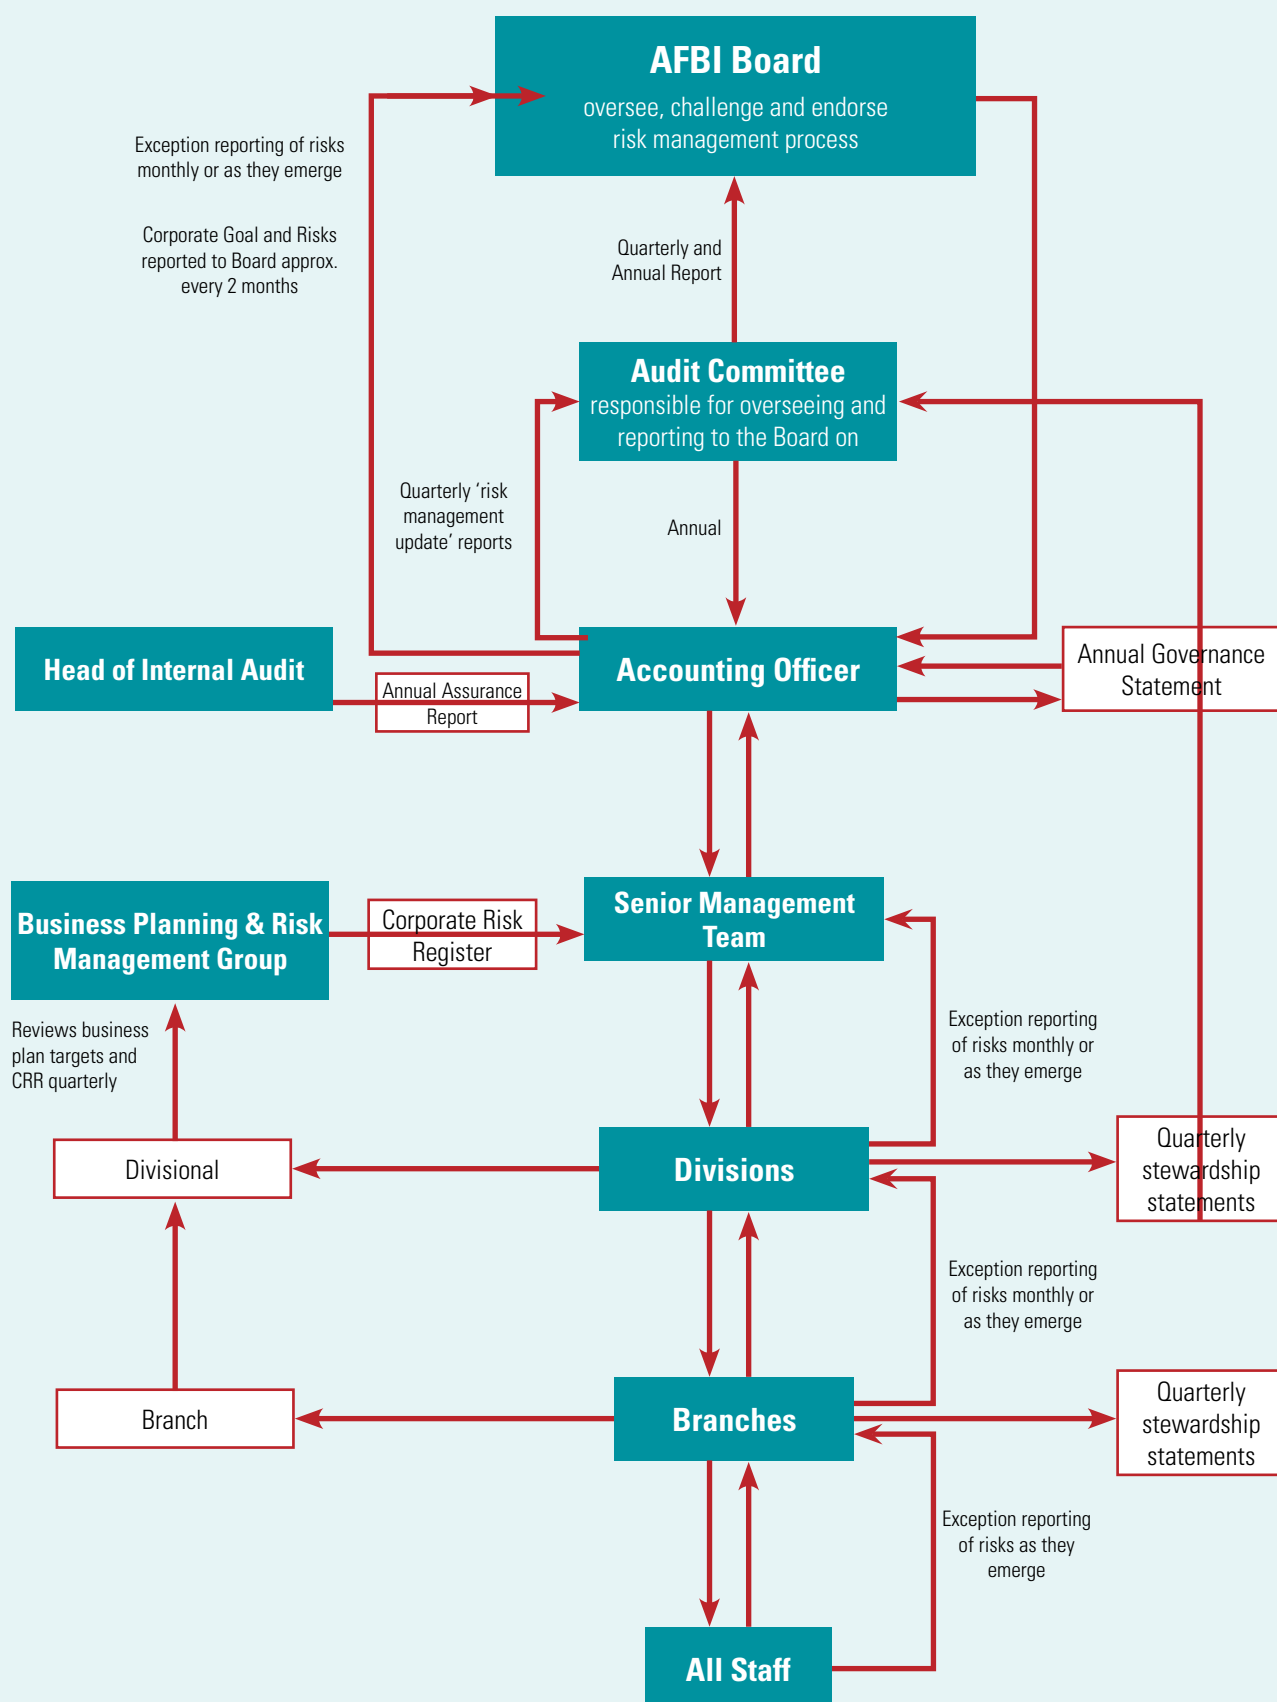 AFBI Board
oversee, challenge and endorse
risk management process
Exception reporting of risks
monthly or as they emerge
Corporate Goal and Risks
reported to Board approx.
every 2 months
Quarterly and
Annual Report
Audit Committee
responsible for overseeing and
reporting to the Board on
Quarterly ‘risk
management
update’ reports
Annual
Head of Internal Audit
Annual Assurance
Report
Accounting Officer
Annual Governance
Statement
Business Planning & Risk
Management Group
Corporate Risk
Register
Senior Management
Team
Reviews business
plan targets and
CRR quarterly
Exception reporting
of risks monthly or
as they emerge
Divisional
Divisions
Quarterly
stewardship
statements
Exception reporting
of risks monthly or
as they emerge
Branch
Branches
Quarterly
stewardship
statements
Exception reporting
of risks as they
emerge
All Staff